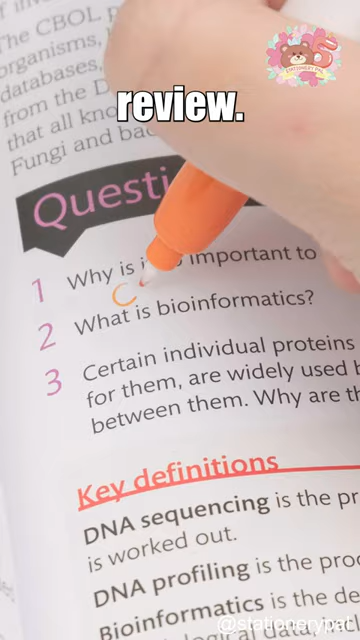 The CBOL
organisms,
databases,
from the D
that all kno
Fungi and bac
review.
Questi
1 Why is important to
2 What is bioinformatics?
3 Certain individual proteins
for them, are widely used b
between them. Why are th
Key definitions
DNA sequencing is the pr
is worked out.
DNA profiling is the proc
Bioinformatics is the de
@stationerypal